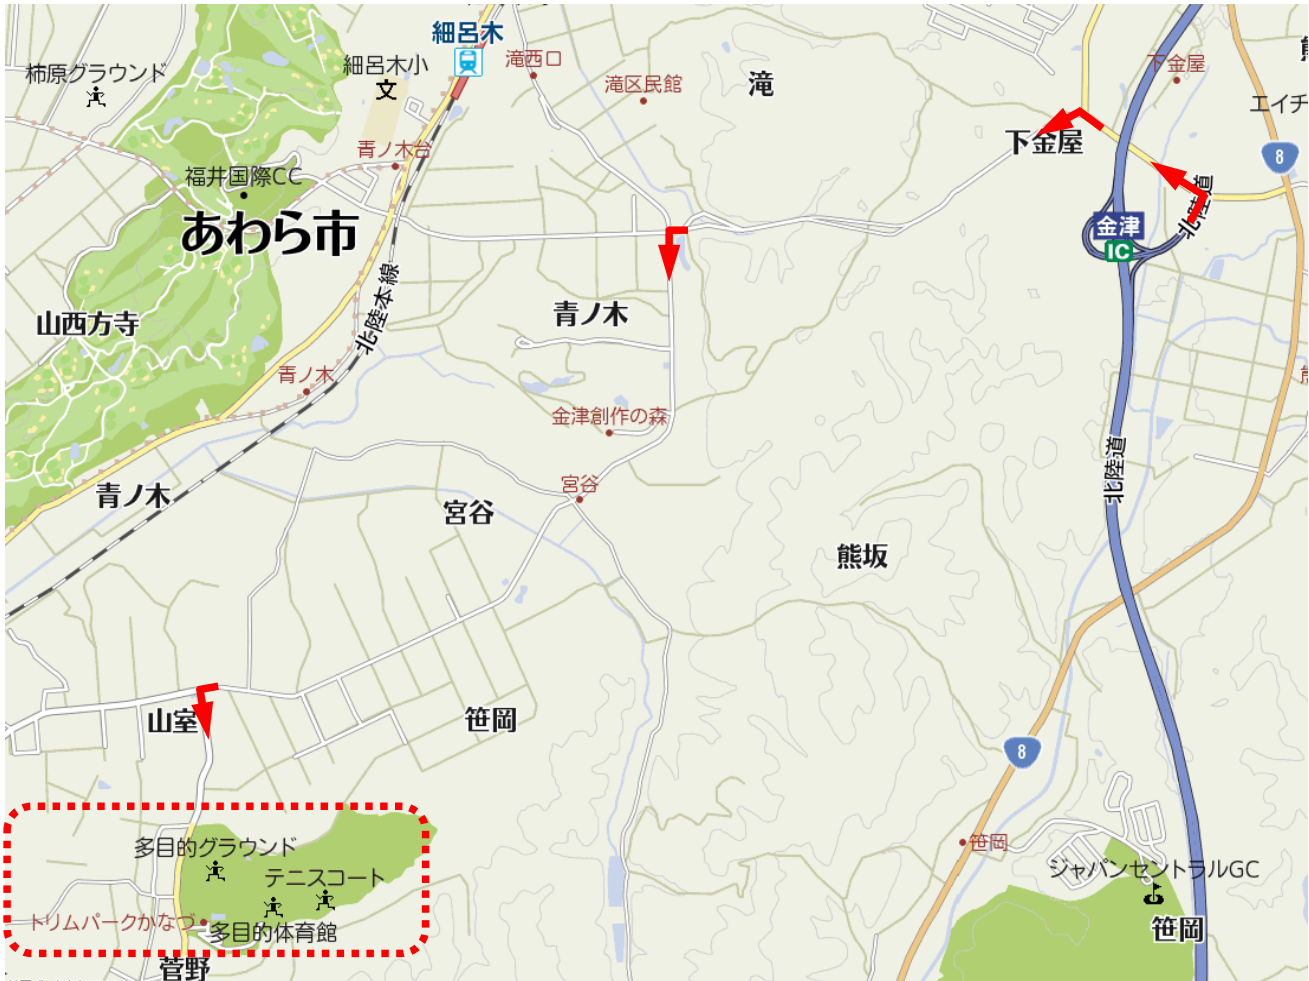 細呂木
柿原グラウンド
細呂木小
滝西口
滝区民館
滝
下金屋
エイチ
下金屋
8
青ノ木台
福井国際CC
あわら市
北陸道
金津
IC
北陸本線
青ノ木
山西方寺
青ノ木
金津創作の森
北陸道
青ノ木
宮谷
宮谷
熊坂
山室
笹岡
8
笹岡
多目的グラウンド
テニスコート
ジャパンセントラルGC
トリムパークかなづ
多目的体育館
笹岡
菅野